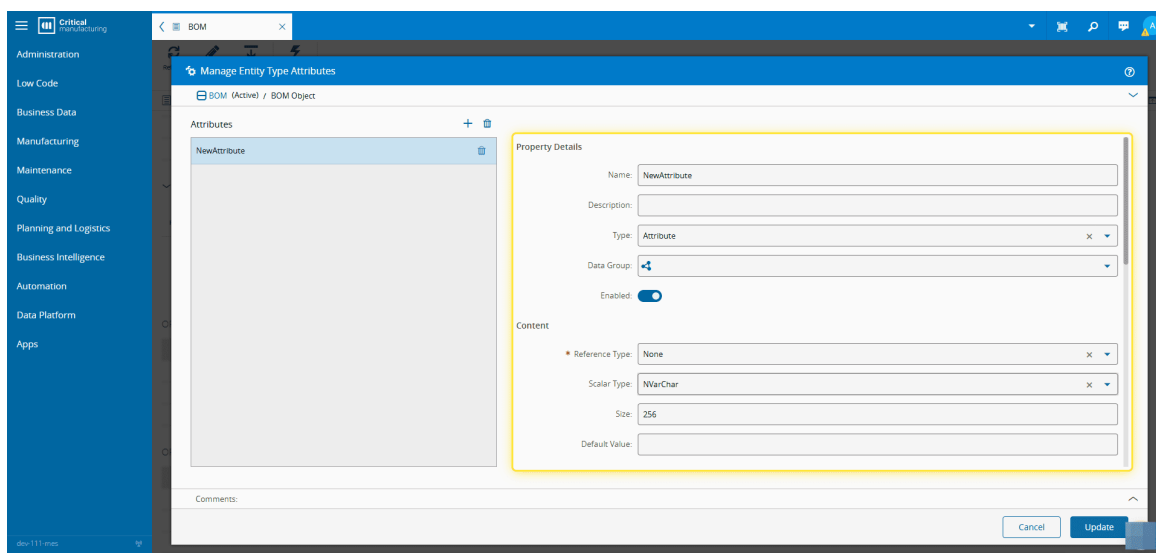 Critical
manufacturing
BOM
Administration
Low Code
Business Data
Manufacturing
Maintenance
Quality
Planning and Logistics
Business Intelligence
Automation
Data Platform
Apps
dev-111-mes
Manage Entity Type Attributes
BOM (Active) / BOM Object
Attributes
NewAttribute
Property Details
Name: NewAttribute
Description:
Type: Attribute
Data Group:
Enabled:
Content
* Reference Type: None
Scalar Type: NVarChar
Size: 256
Default Value:
Comments:
Cancel
Update